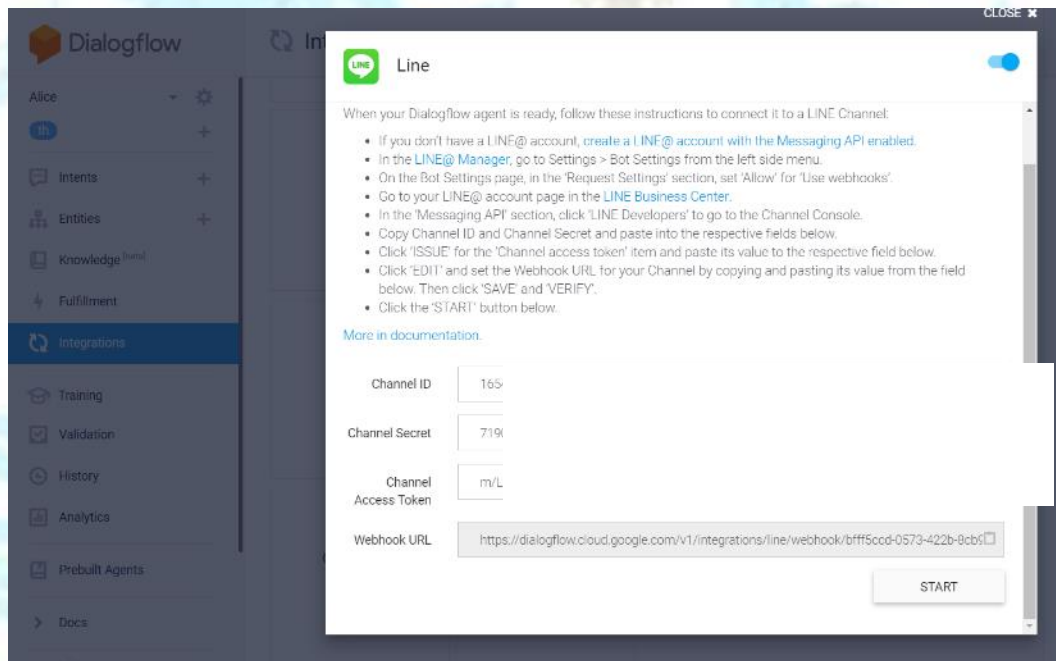 CLOSE ✖
Dialogflow
Int
LINE
Line
Alice
When your Dialogflow agent is ready, follow these instructions to connect it to a LINE Channel:
• If you don't have a LINE@ account, create a LINE@ account with the Messaging API enabled.
• In the LINE@ Manager, go to Settings > Bot Settings from the left side menu.
• On the Bot Settings page, in the 'Request Settings' section, set 'Allow' for 'Use webhooks'.
• Go to your LINE@ account page in the LINE Business Center.
• In the 'Messaging API' section, click 'LINE Developers' to go to the Channel Console.
• Copy Channel ID and Channel Secret and paste into the respective fields below.
• Click 'ISSUE' for the 'Channel access token' item and paste its value to the respective field below.
• Click 'EDIT' and set the Webhook URL for your Channel by copying and pasting its value from the field
below. Then click 'SAVE' and 'VERIFY'.
• Click the 'START' button below.
More in documentation.
Intents
Entities
Knowledge [beta]
Fulfillment
Integrations
Training
Validation
History
Analytics
Prebuilt Agents
Docs
Channel ID 165
Channel Secret 719
Channel
Access Token m/L
Webhook URL https://dialogflow.cloud.google.com/v1/integrations/line/webhook/bfff5ccd-0573-422b-8cb9
START